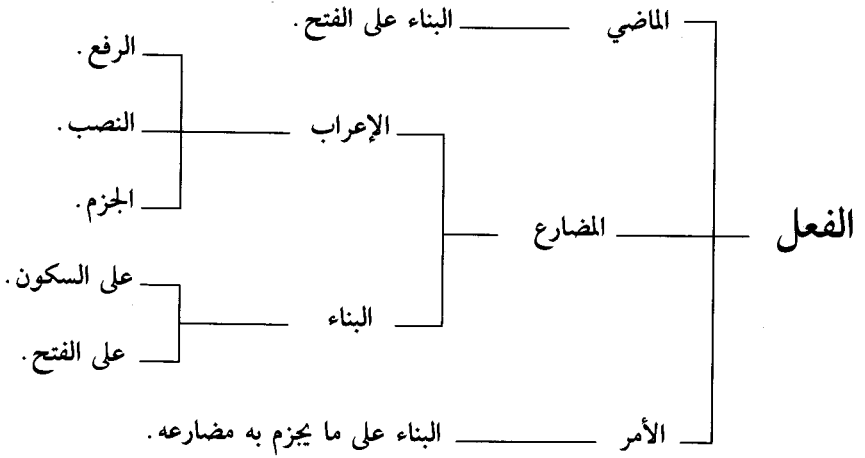 الفعل
الماضي
البناء على الفتح.
المضارع
الإعراب
الرفع.
النصب.
الجزم.
البناء
على السكون.
على الفتح.
الأمر
البناء على ما يجزم به مضارعه.